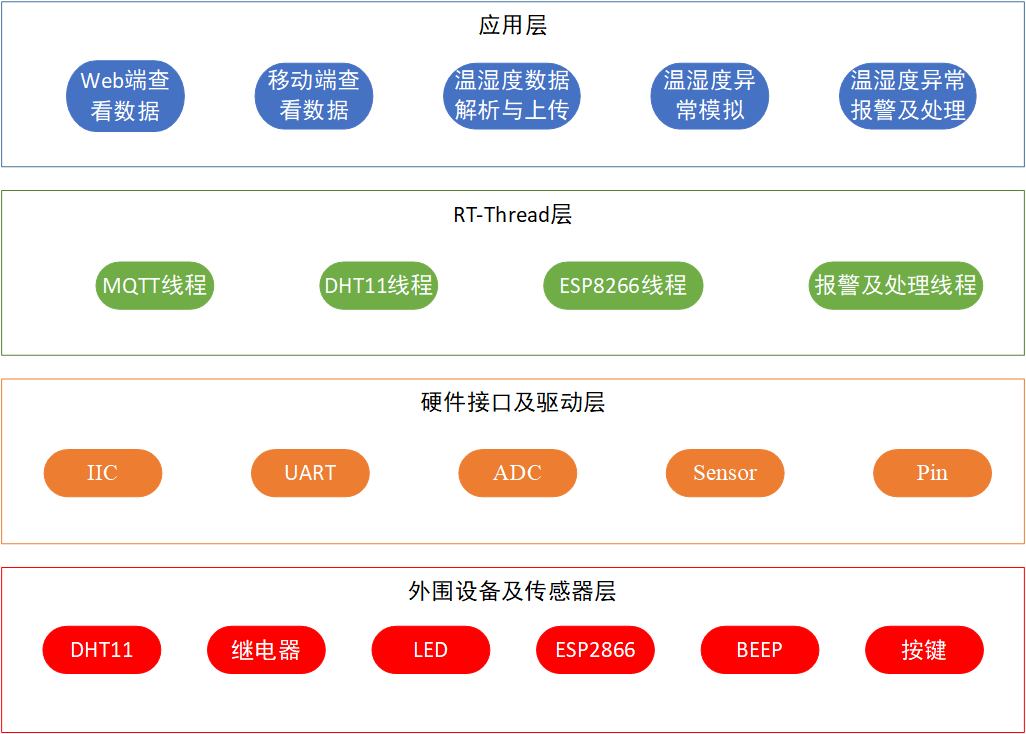 应用层
Web端查
看数据
移动端查
看数据
温湿度数据
解析与上传
温湿度异
常模拟
温湿度异常
报警及处理
RT-Thread层
MQTT线程
DHT11线程
ESP8266线程
报警及处理线程
硬件接口及驱动层
IIC
UART
ADC
Sensor
Pin
外围设备及传感器层
DHT11
继电器
LED
ESP2866
BEEP
按键